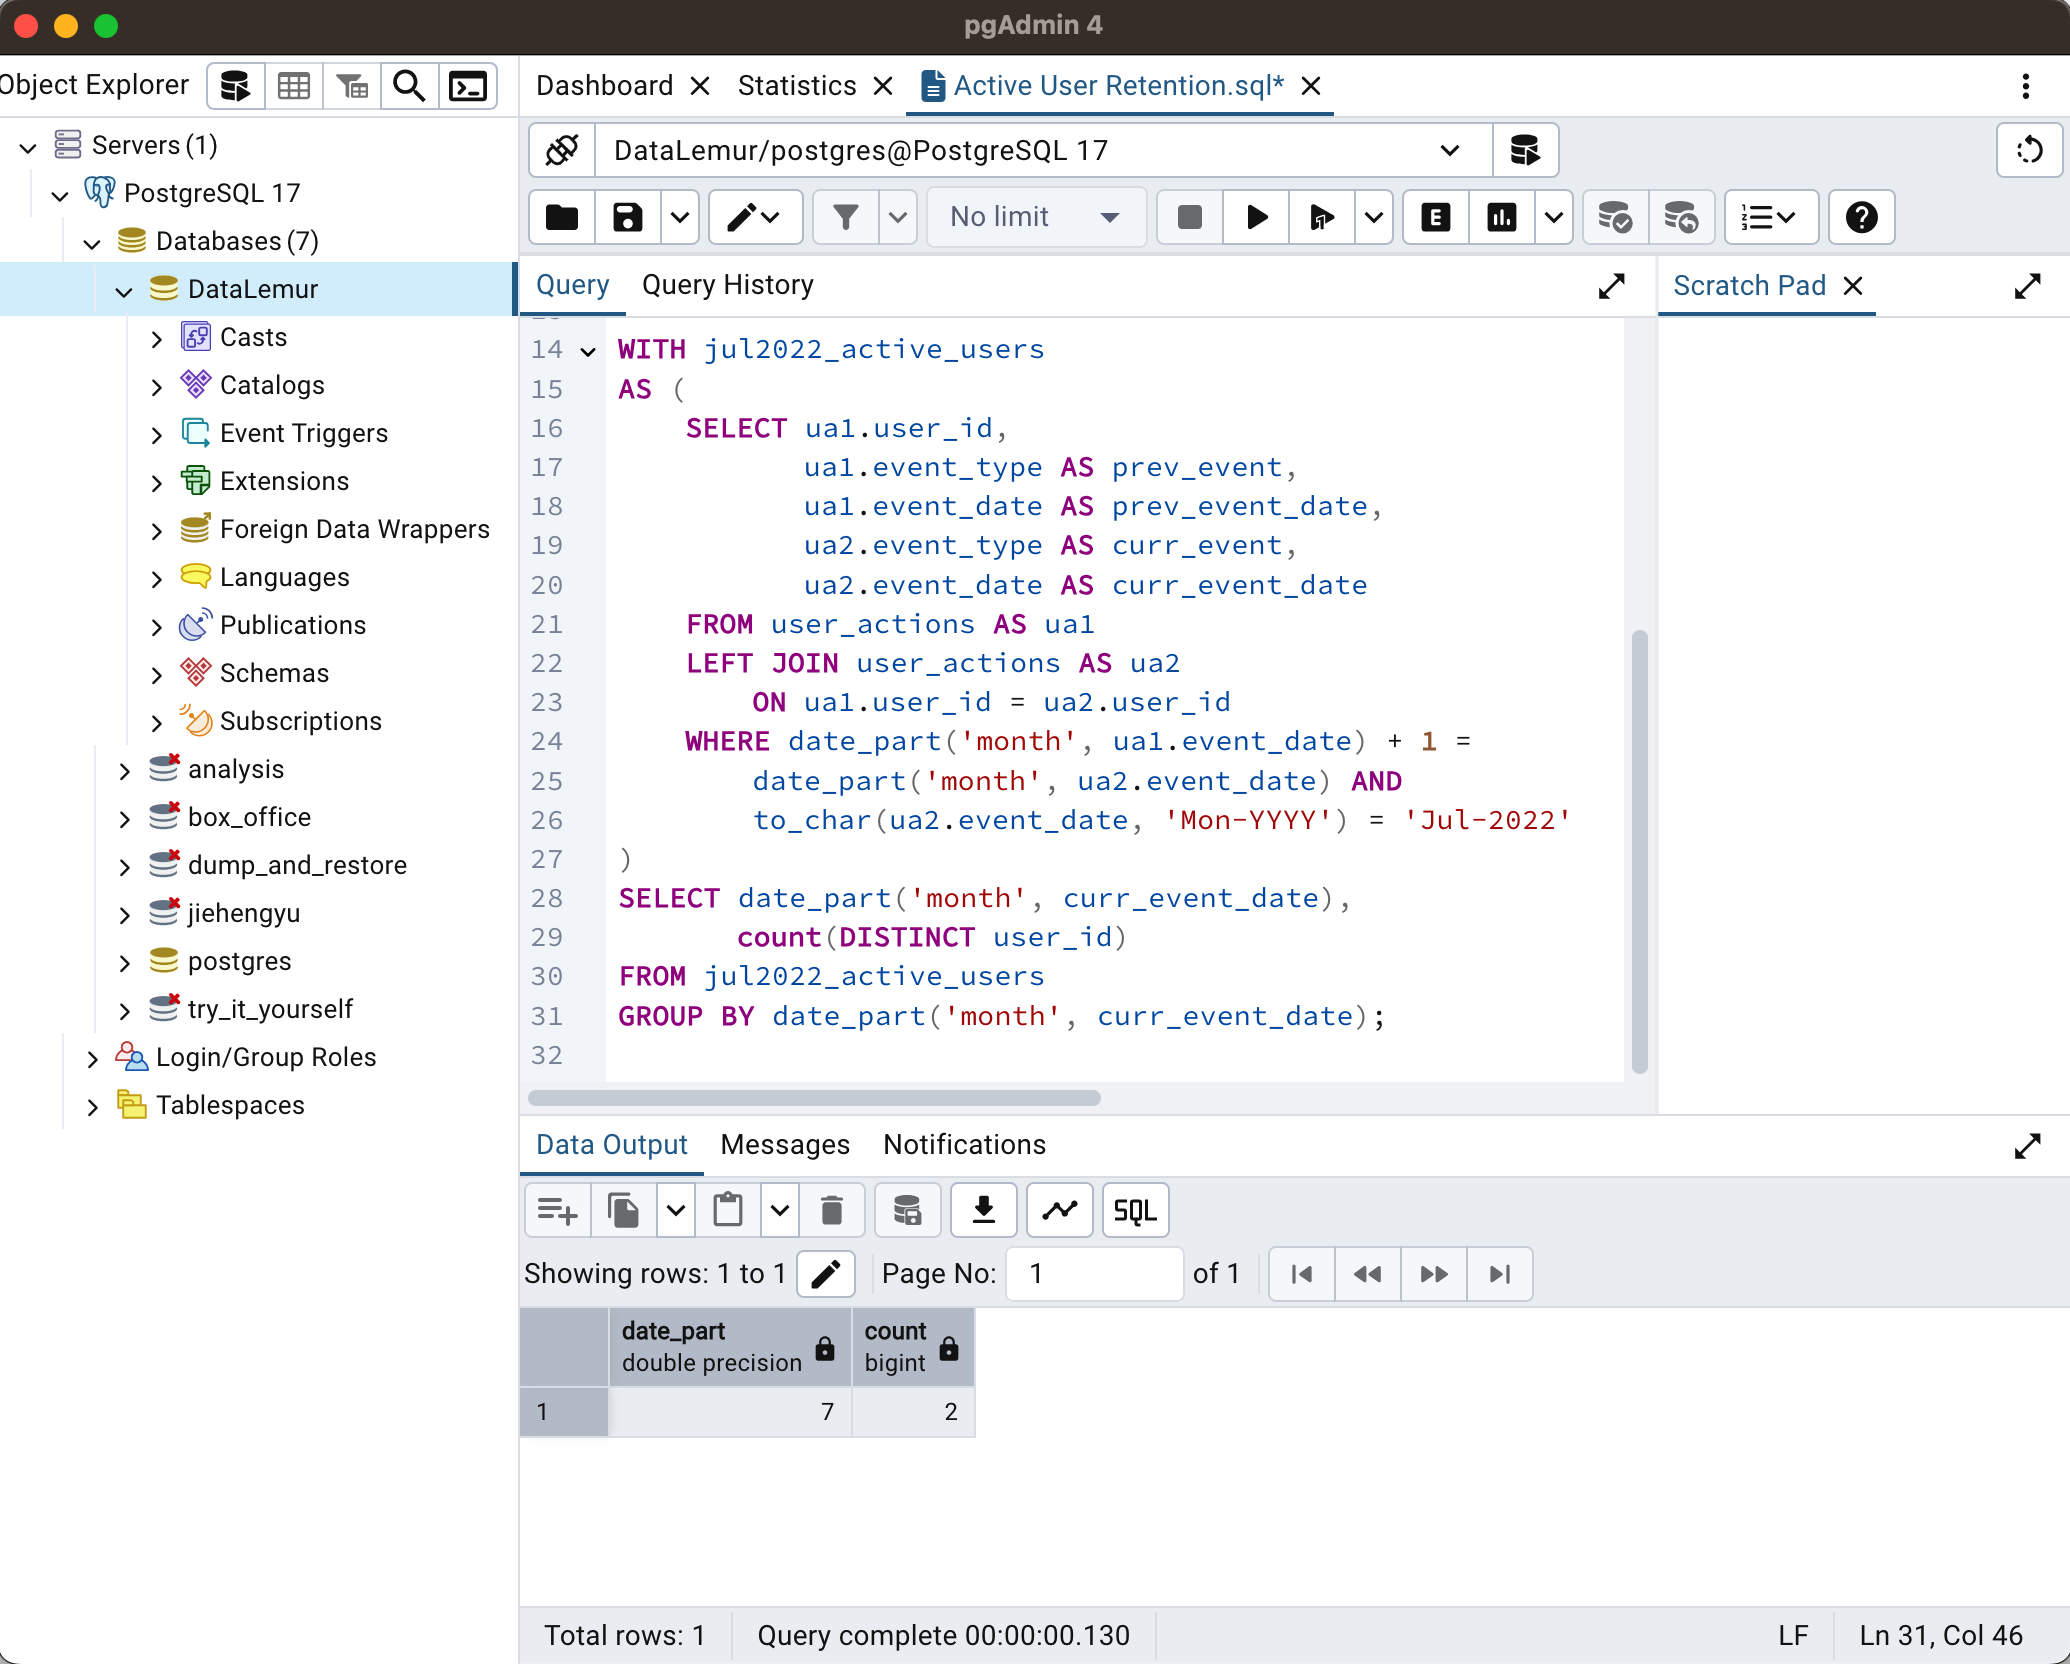 pgAdmin 4
Object Explorer
Servers (1)
PostgreSQL 17
Databases (7)
DataLemur
Casts
Catalogs
Event Triggers
Extensions
Foreign Data Wrappers
Languages
Publications
Schemas
Subscriptions
analysis
box_office
dump_and_restore
jiehengyu
postgres
try_it_yourself
Login/Group Roles
Tablespaces
Dashboard Statistics Active User Retention.sql*
DataLemur/postgres@PostgreSQL 17
No limit E
Query Query History Scratch Pad
14 WITH jul2022_active_users
15 AS (
16     SELECT ua1.user_id,
17            ua1.event_type AS prev_event,
18            ua1.event_date AS prev_event_date,
19            ua2.event_type AS curr_event,
20            ua2.event_date AS curr_event_date
21     FROM user_actions AS ua1
22     LEFT JOIN user_actions AS ua2
23         ON ua1.user_id = ua2.user_id
24     WHERE date_part('month', ua1.event_date) + 1 =
25         date_part('month', ua2.event_date) AND
26         to_char(ua2.event_date, 'Mon-YYYY') = 'Jul-2022'
27 )
28 SELECT date_part('month', curr_event_date),
29        count(DISTINCT user_id)
30 FROM jul2022_active_users
31 GROUP BY date_part('month', curr_event_date);
32
Data Output Messages Notifications
SQL
Showing rows: 1 to 1 Page No: 1 of 1
date_part count
double precision bigint
1 7 2
Total rows: 1 Query complete 00:00:00.130 LF Ln 31, Col 46